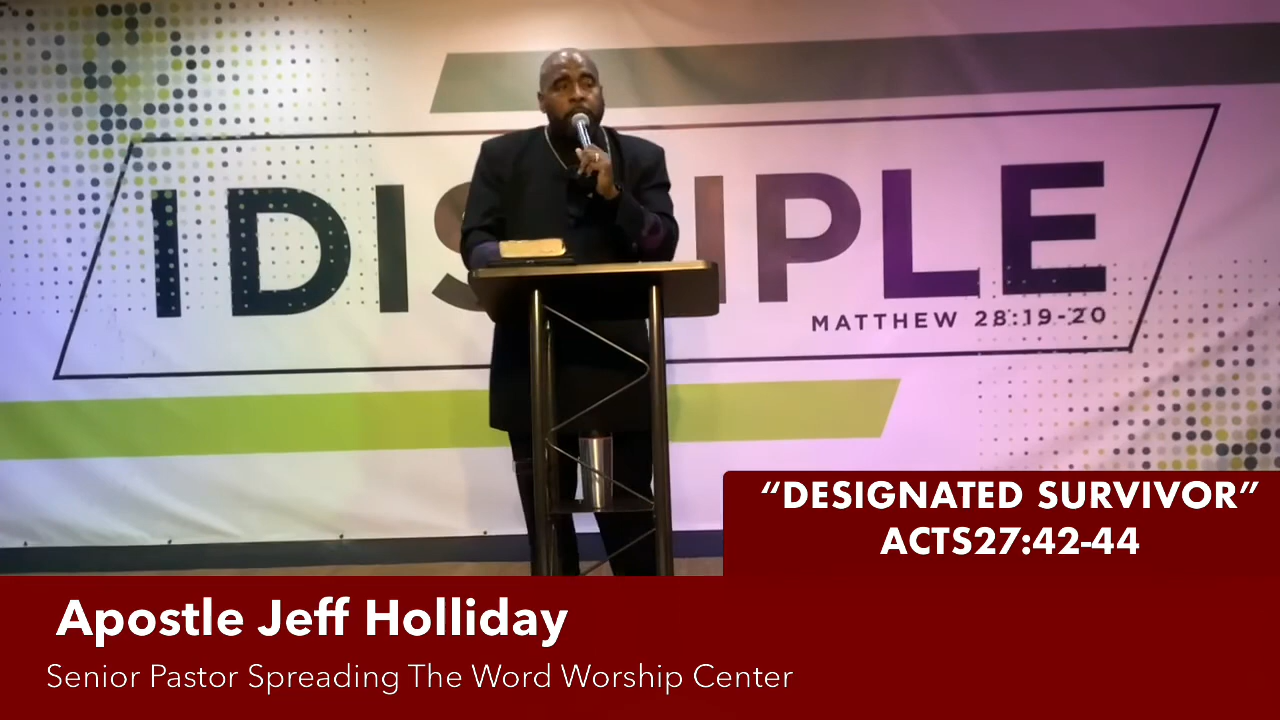 I DISCIPLE
MATTHEW 28:19-20
“DESIGNATED SURVIVOR”
ACTS27:42-44
Apostle Jeff Holliday
Senior Pastor Spreading The Word Worship Center